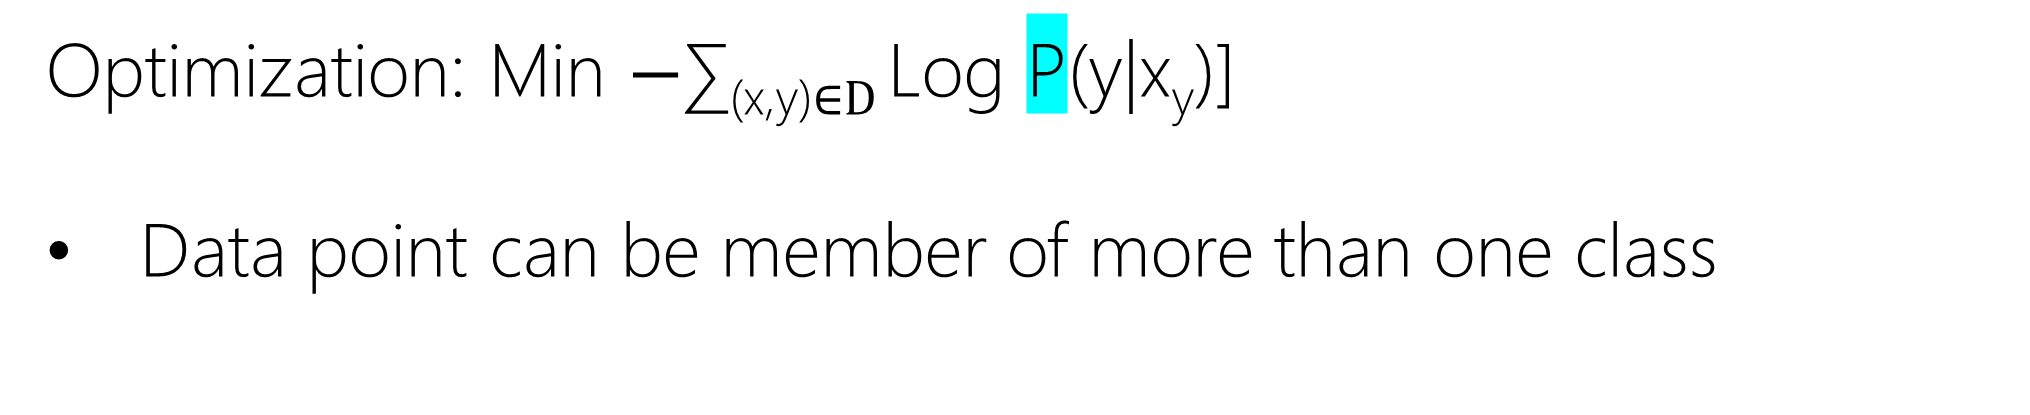 Optimization: Min −∑(x,y)∈D Log P(y|xy)]
• Data point can be member of more than one class